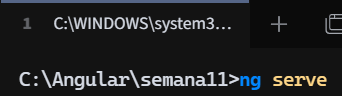 1 C:\WINDOWS\system3...
C:\Angular\semana11>ng serve